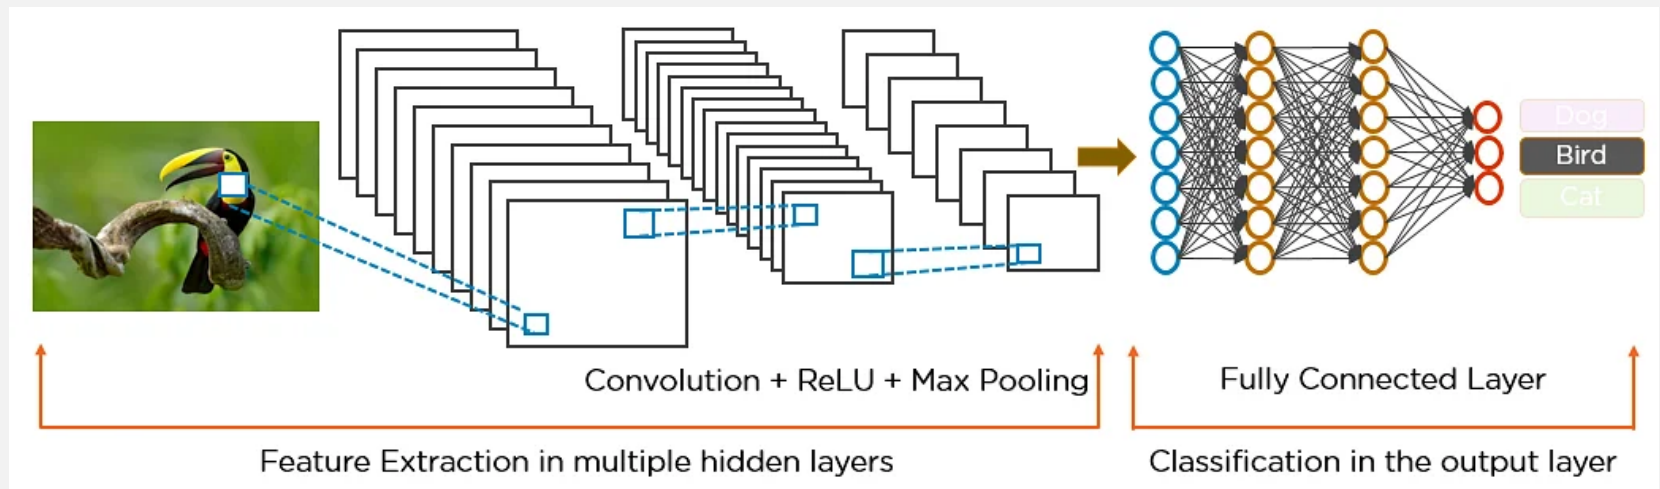 Dog
Bird
Cat
Convolution + ReLU + Max Pooling
Fully Connected Layer
Feature Extraction in multiple hidden layers
Classification in the output layer